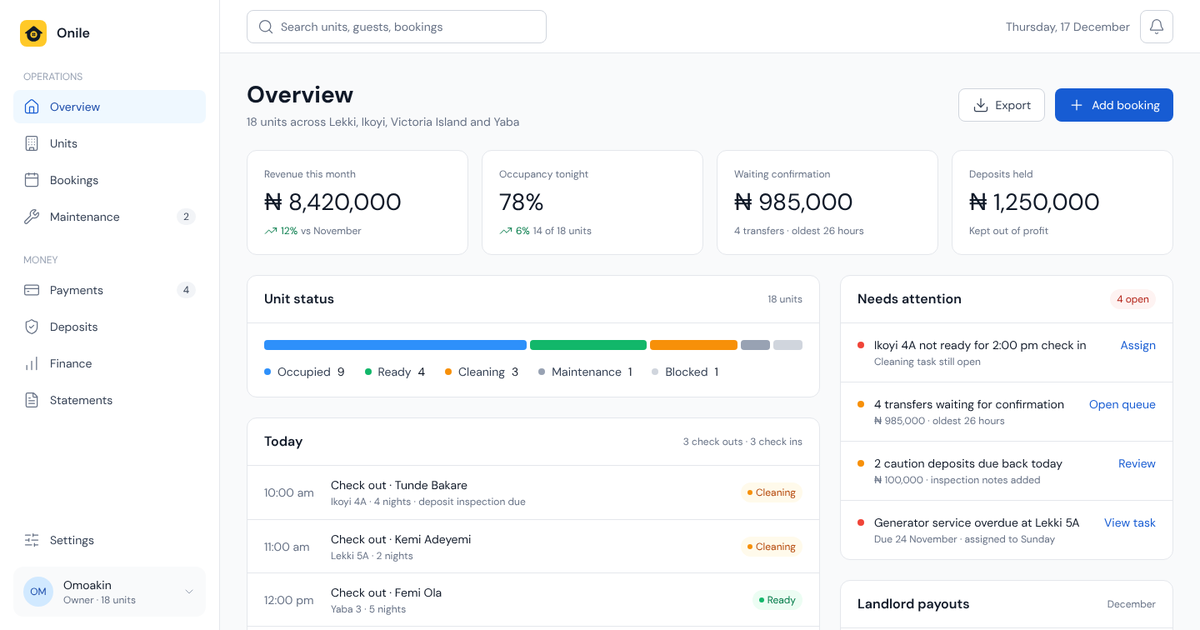 Onile
Search units, guests, bookings
Thursday, 17 December
OPERATIONS
Overview
Units
Bookings
Maintenance 2
MONEY
Payments 4
Deposits
Finance
Statements
Settings
OM
Omoakin
Owner · 18 units
Overview
18 units across Lekki, Ikoyi, Victoria Island and Yaba
Export
Add booking
Revenue this month
₦ 8,420,000
12% vs November
Occupancy tonight
78%
6% 14 of 18 units
Waiting confirmation
₦ 985,000
4 transfers · oldest 26 hours
Deposits held
₦ 1,250,000
Kept out of profit
Unit status 18 units
Occupied 9 Ready 4 Cleaning 3 Maintenance 1 Blocked 1
Today 3 check outs · 3 check ins
10:00 am
Check out · Tunde Bakare
Ikoyi 4A · 4 nights · deposit inspection due
Cleaning
11:00 am
Check out · Kemi Adeyemi
Lekki 5A · 2 nights
Cleaning
12:00 pm
Check out · Femi Ola
Yaba 3 · 5 nights
Ready
Needs attention 4 open
Ikoyi 4A not ready for 2:00 pm check in Assign
Cleaning task still open
4 transfers waiting for confirmation Open queue
₦ 985,000 · oldest 26 hours
2 caution deposits due back today Review
₦ 100,000 · inspection notes added
Generator service overdue at Lekki 5A View task
Due 24 November · assigned to Sunday
Landlord payouts December